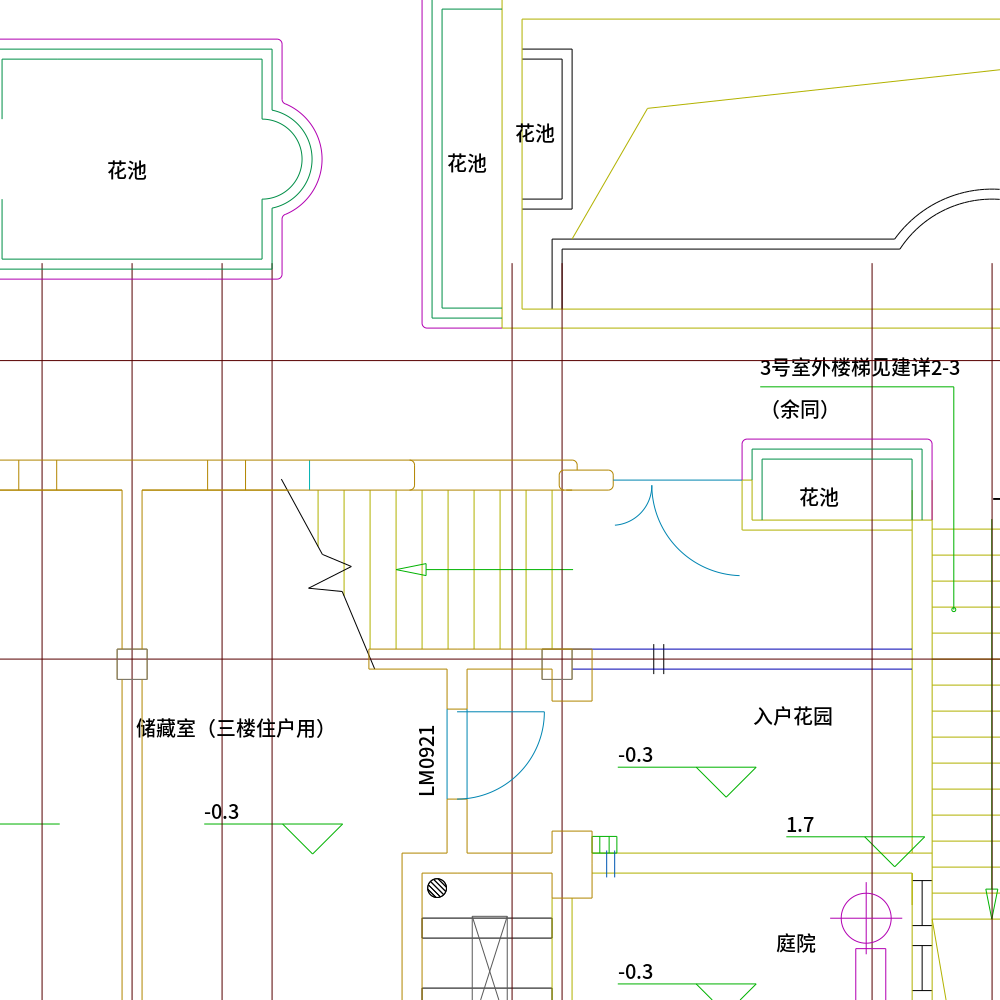 花池
花池
花池
3号室外楼梯见建详2-3
（余同）
花池
入户花园
储藏室（三楼住户用）
LM0921
-0.3
-0.3
1.7
庭院
-0.3